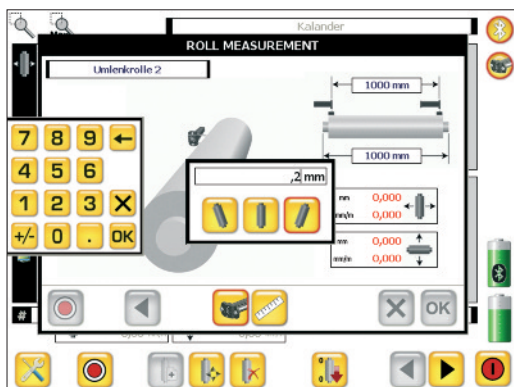 Kalander
ROLL MEASUREMENT
Umlenkrolle 2
1000 mm
1000 mm
7 8 9
4 5 6
1 2 3 X
+/- 0 . OK
,2 mm
mm 0,000
mm/m 0,000
mm 0,000
mm/m 0,000
X OK
#